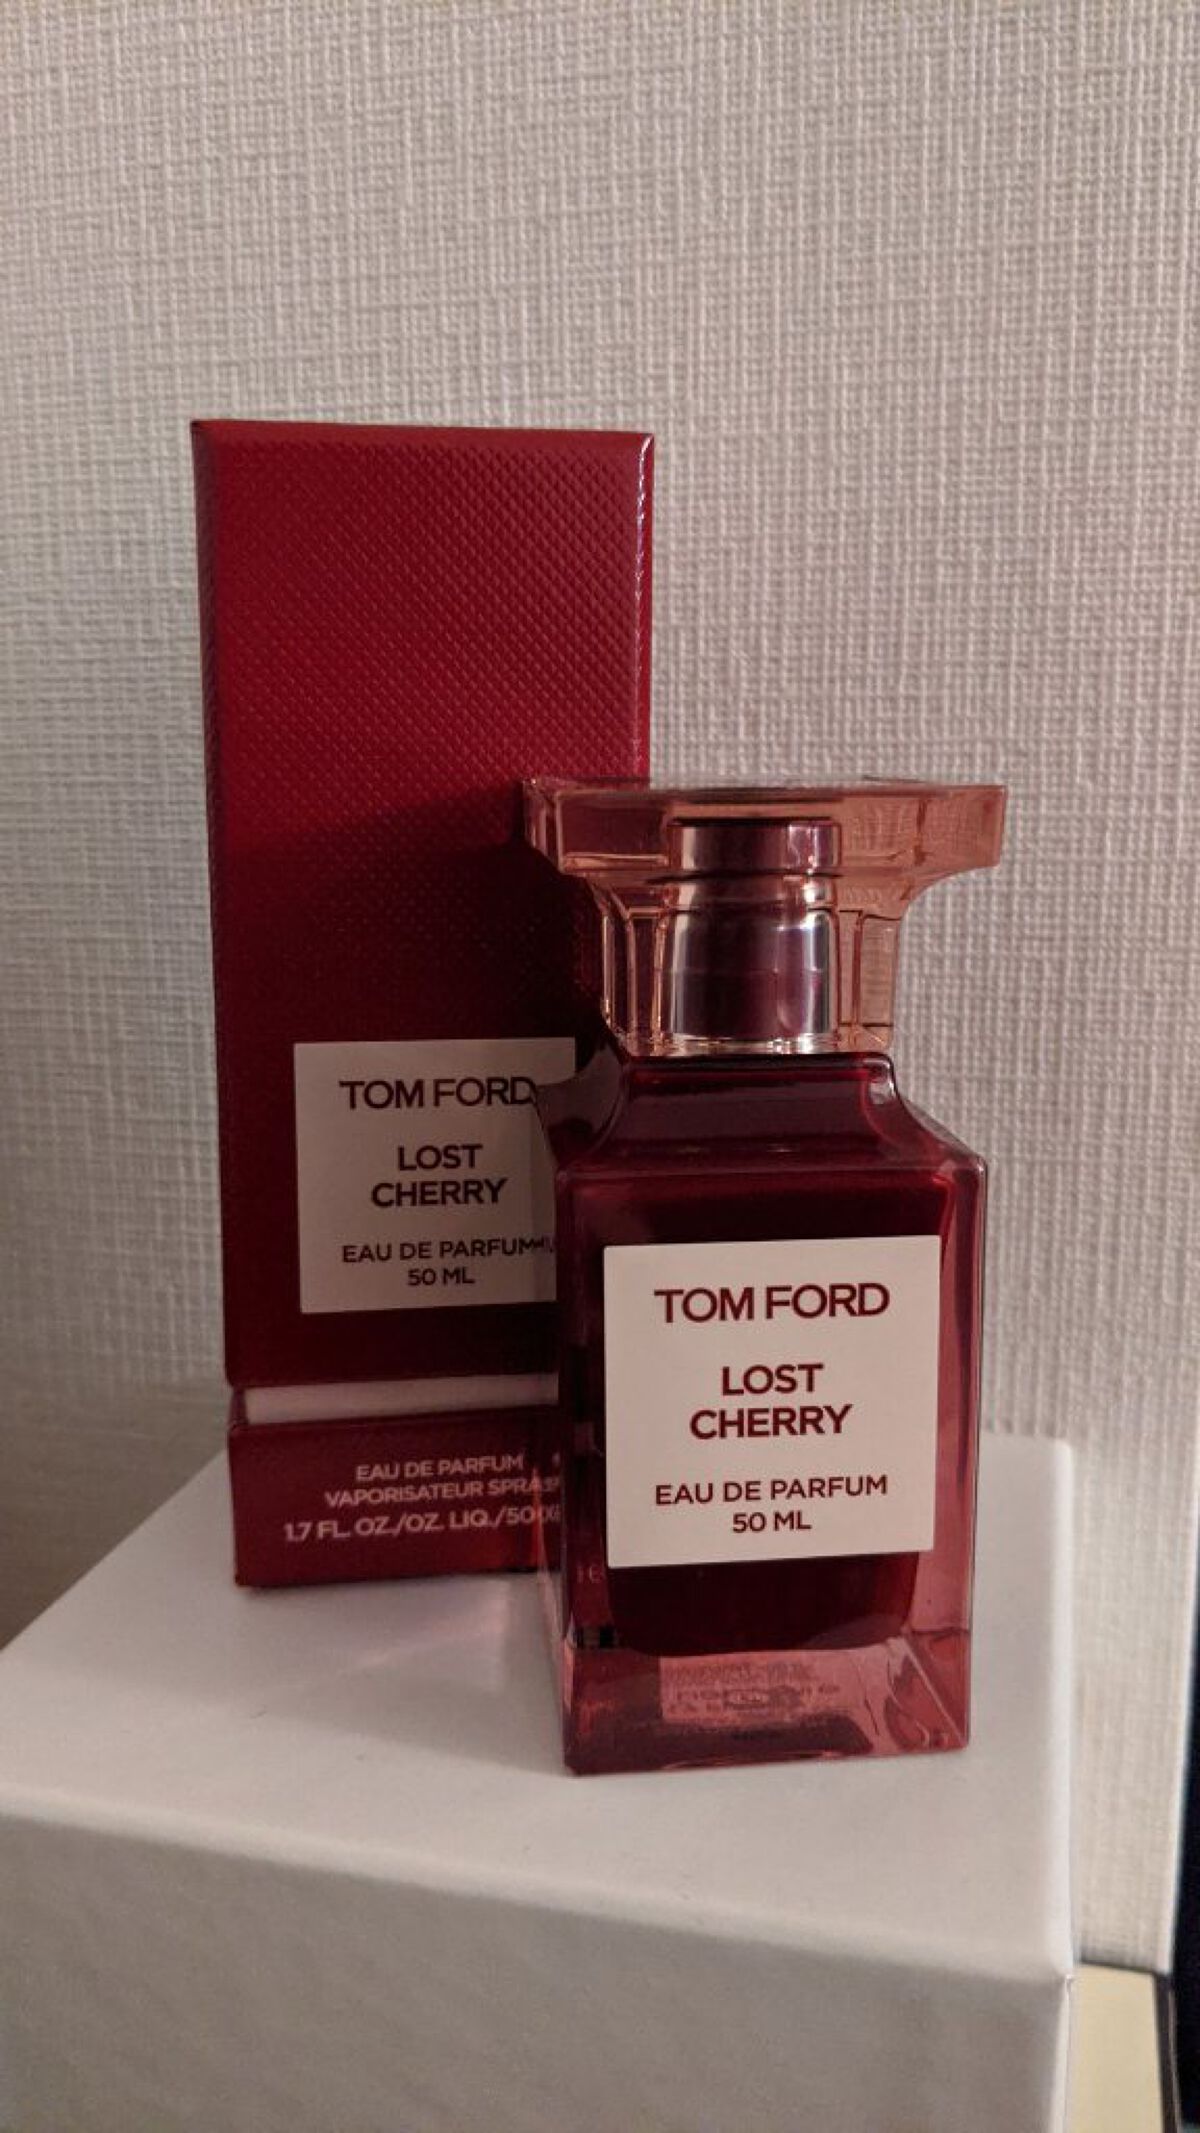 TOM FORD
LOST
CHERRY
EAU DE PARFUM
50 ML
EAU DE PARFUM
VAPORISATEUR
1.7 FL. OZ./OZ. LIQ./50
TOM FORD
LOST
CHERRY
EAU DE PARFUM
50 ML